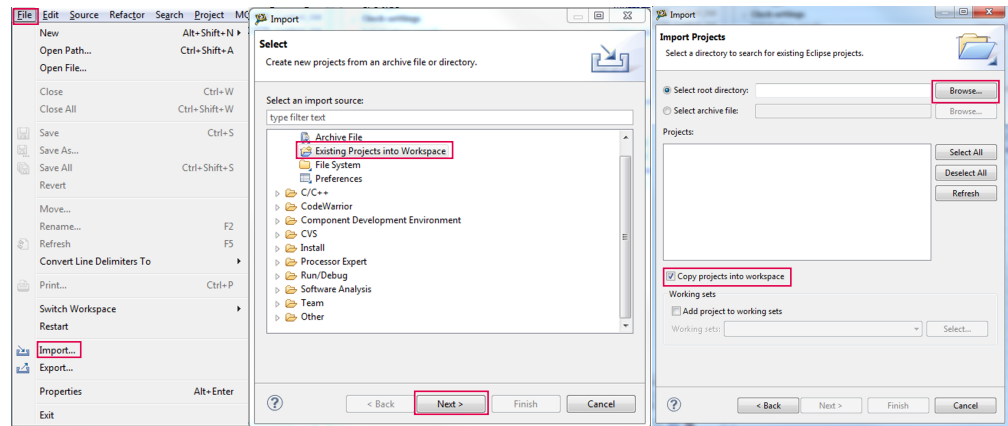 File Edit Source Refactor Search Project
New Alt+Shift+N
Open Path... Ctrl+Shift+A
Open File...
Close Ctrl+W
Close All Ctrl+Shift+W
Save Ctrl+S
Save As...
Save All Ctrl+Shift+S
Revert
Move...
Rename... F2
Refresh F5
Convert Line Delimiters To
Print... Ctrl+P
Switch Workspace
Restart
Import...
Export...
Properties Alt+Enter
Exit
Import
Select
Create new projects from an archive file or directory.
Select an import source:
type filter text
Archive File
Existing Projects into Workspace
File System
Preferences
C/C++
CodeWarrior
Component Development Environment
CVS
Install
Processor Expert
Run/Debug
Software Analysis
Team
Other
? < Back Next > Finish Cancel
Import
Import Projects
Select a directory to search for existing Eclipse projects.
Select root directory: Browse...
Select archive file: Browse...
Projects:
Select All
Deselect All
Refresh
Copy projects into workspace
Working sets
Add project to working sets
Working sets: Select...
? < Back Next > Finish Cancel